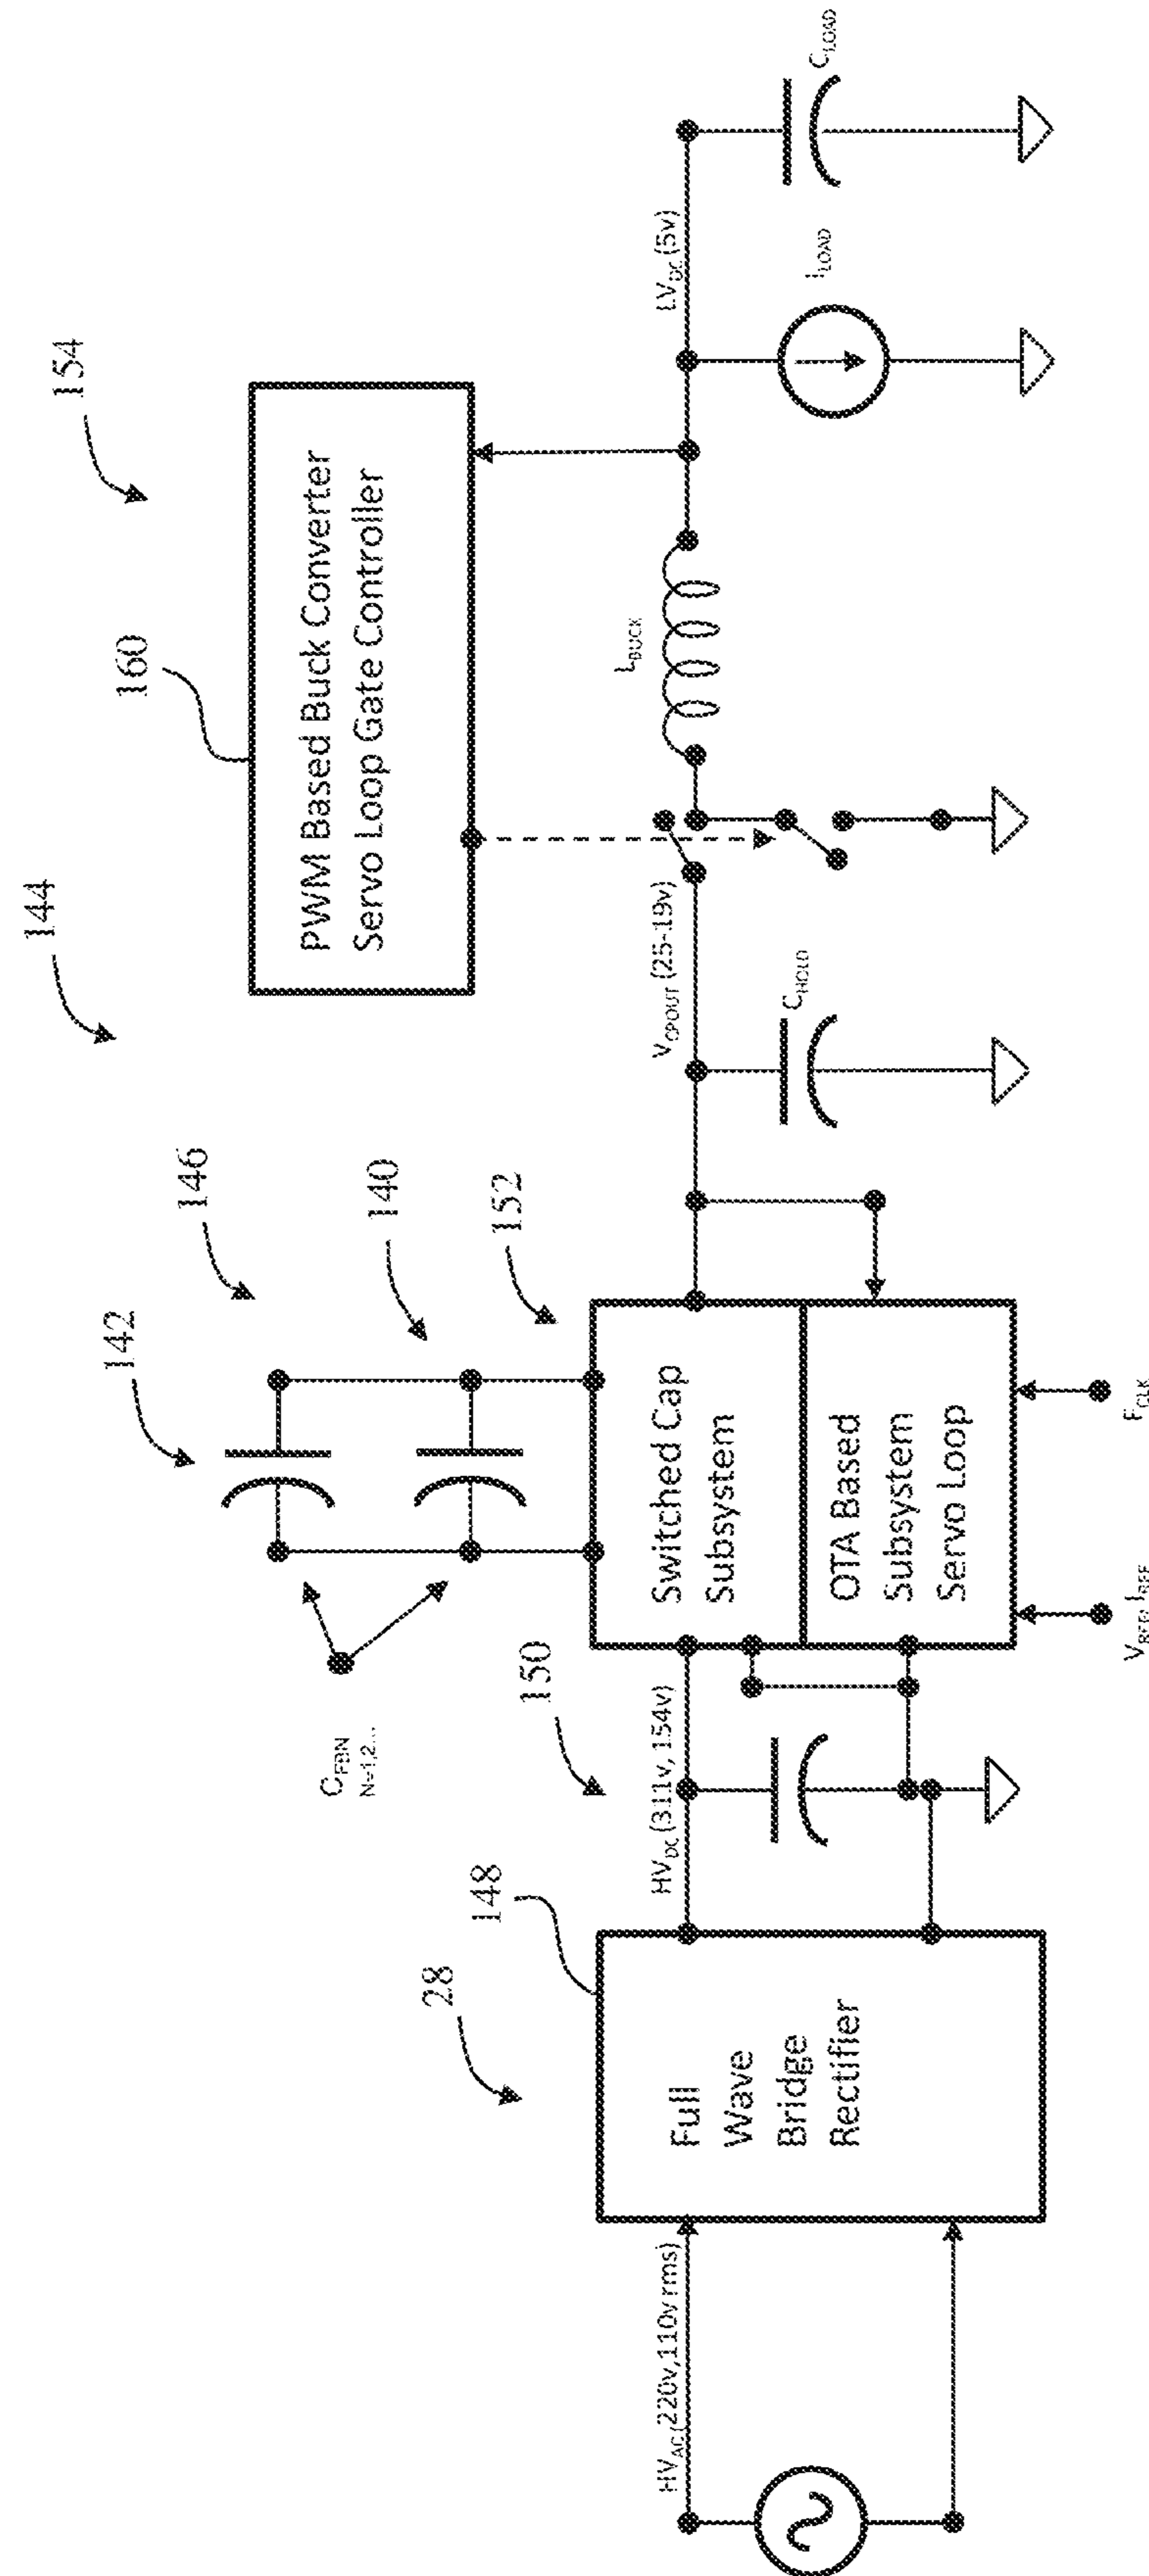 144
154
160
PWM Based Buck Converter
Servo Loop Gate Controller
146
142
140
152
C_FBN
N=1,2...
28
148
150
Full
Wave
Bridge
Rectifier
Switched Cap
Subsystem
OTA Based
Subsystem
Servo Loop
HV_AC (220v,110v rms)
HV_DC (311v, 154v)
V_CPOUT (25-19v)
C_HOLD
L_BUCK
LV_DC (5v)
I_LOAD
C_LOAD
V_REF, I_REF
F_CLK